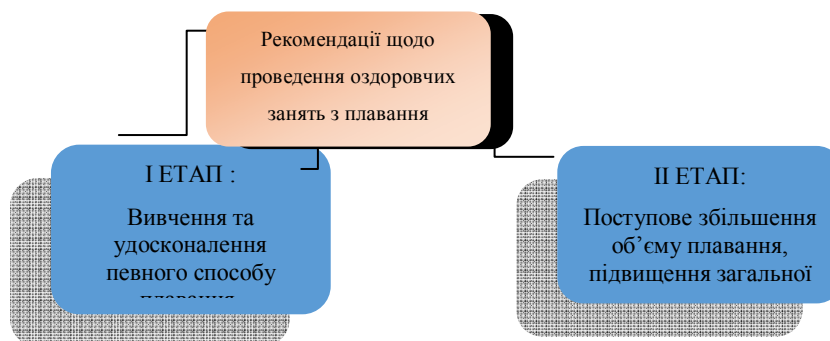 Рекомендації щодо
проведення оздоровчих
занять з плавання
І ЕТАП :
Вивчення та
удосконалення
певного способу
плавання
ІІ ЕТАП:
Поступове збільшення
об’єму плавання,
підвищення загальної